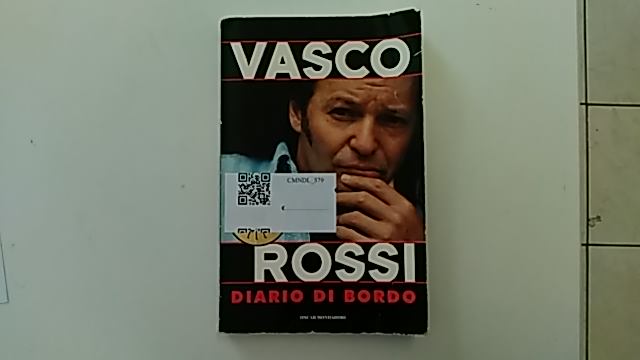 VASCO
CMNDL_579
€
ROSSI
DIARIO DI BORDO
OSCAR MONDADORI